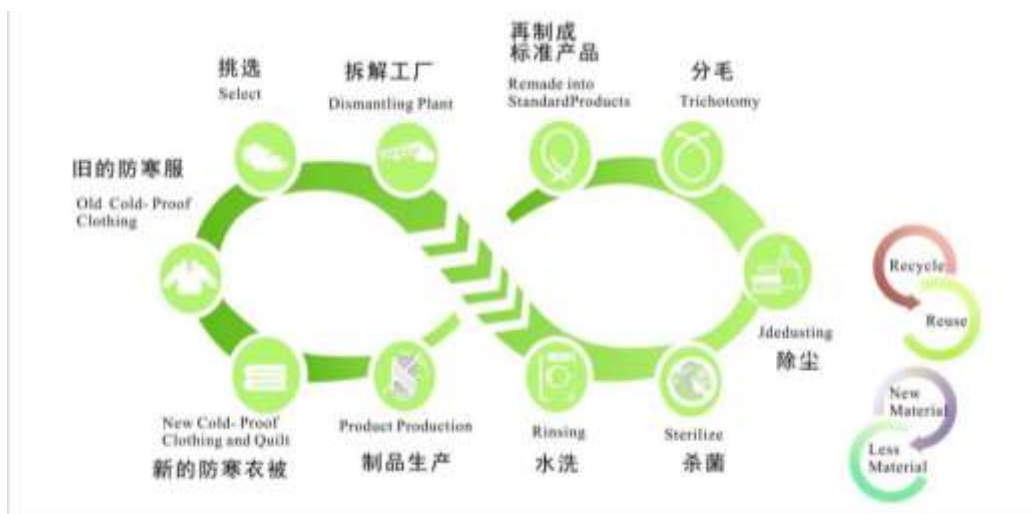 再制成
标准产品
Remade into
StandardProducts
挑选
Select
拆解工厂
Dismantling Plant
分毛
Trichotomy
旧的防寒服
Old Cold- Proof
Clothing
Recycle
Reuse
Jdedusting
除尘
New Cold- Proof
Clothing and Quilt
新的防寒衣被
Product Production
制品生产
Rinsing
水洗
Sterilize
杀菌
New
Material
Less
Material